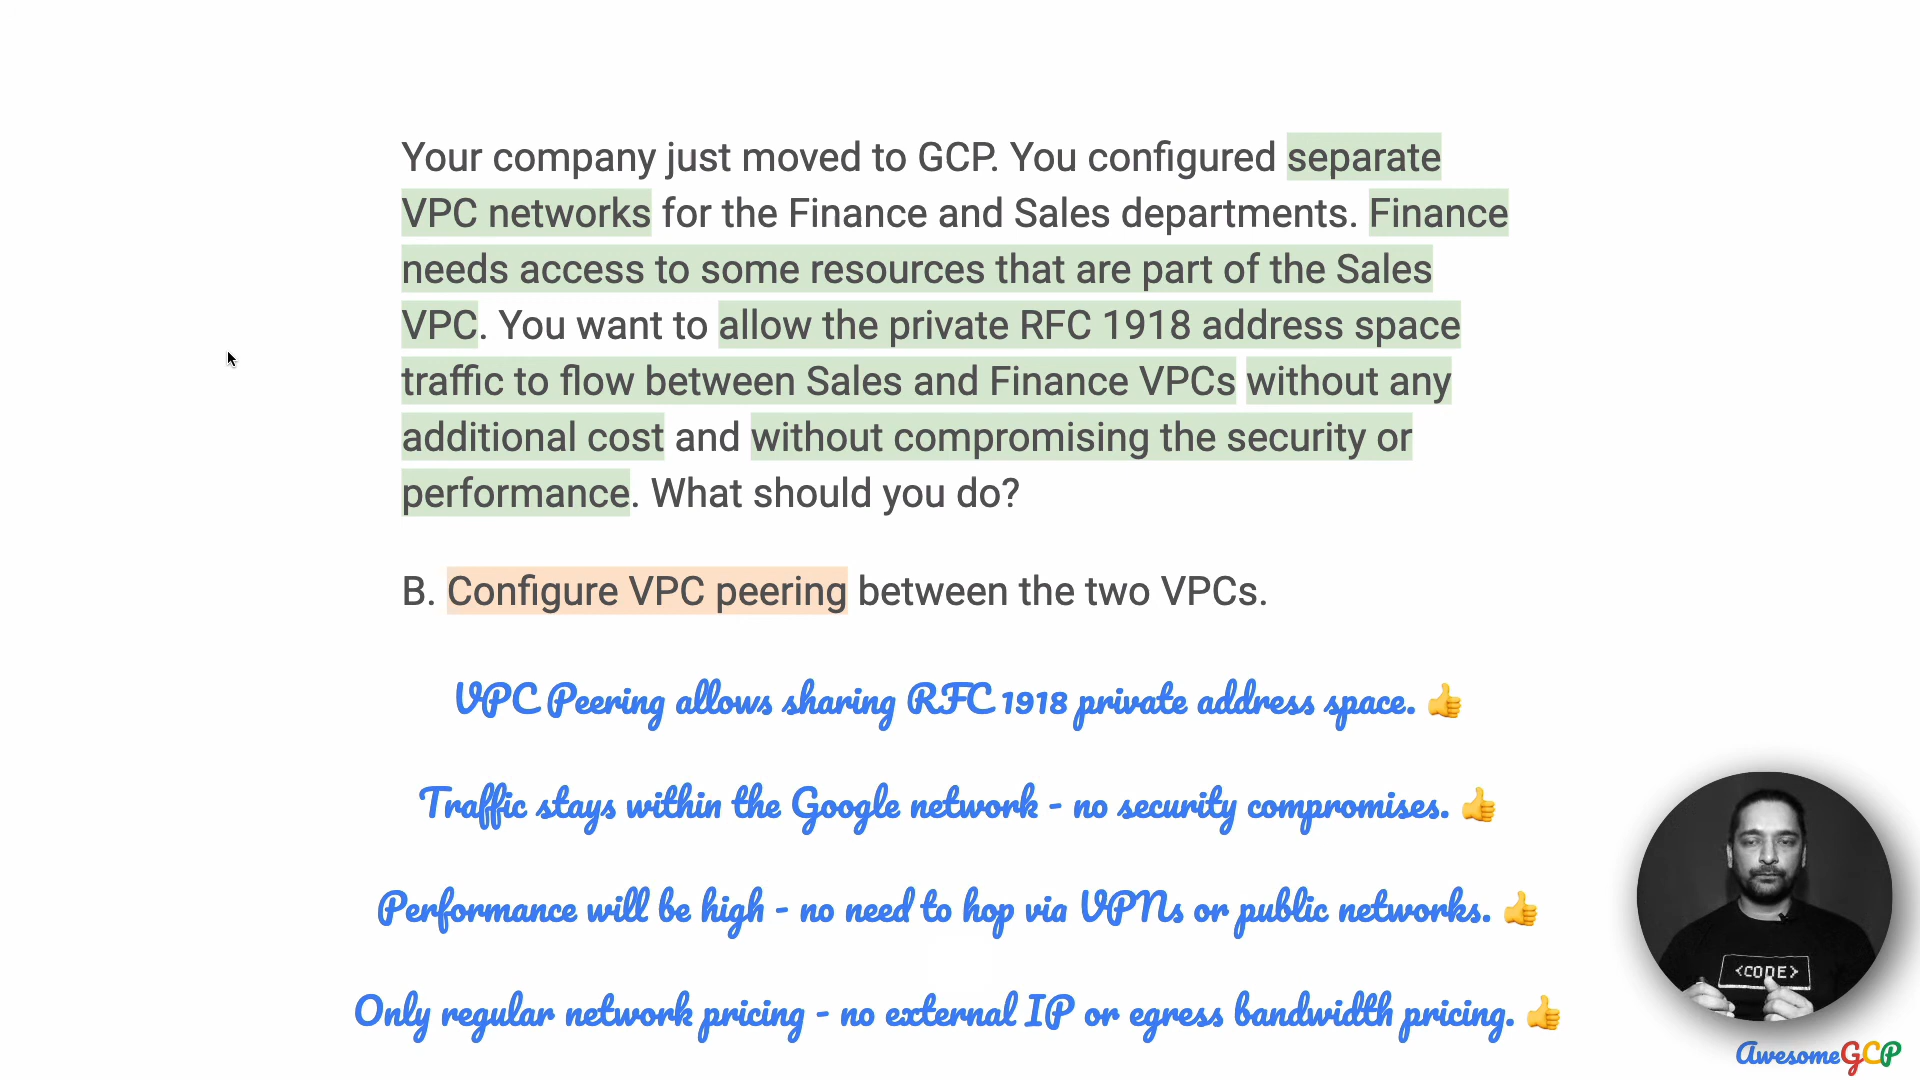 Your company just moved to GCP. You configured separate
VPC networks for the Finance and Sales departments. Finance
needs access to some resources that are part of the Sales
VPC. You want to allow the private RFC 1918 address space
traffic to flow between Sales and Finance VPCs without any
additional cost and without compromising the security or
performance. What should you do?
B. Configure VPC peering between the two VPCs.
VPC Peering allows sharing RFC 1918 private address space. 👍
Traffic stays within the Google network - no security compromises. 👍
Performance will be high - no need to hop via VPNs or public networks. 👍
Only regular network pricing - no external IP or egress bandwidth pricing. 👍
<CODE>
AwesomeGCP